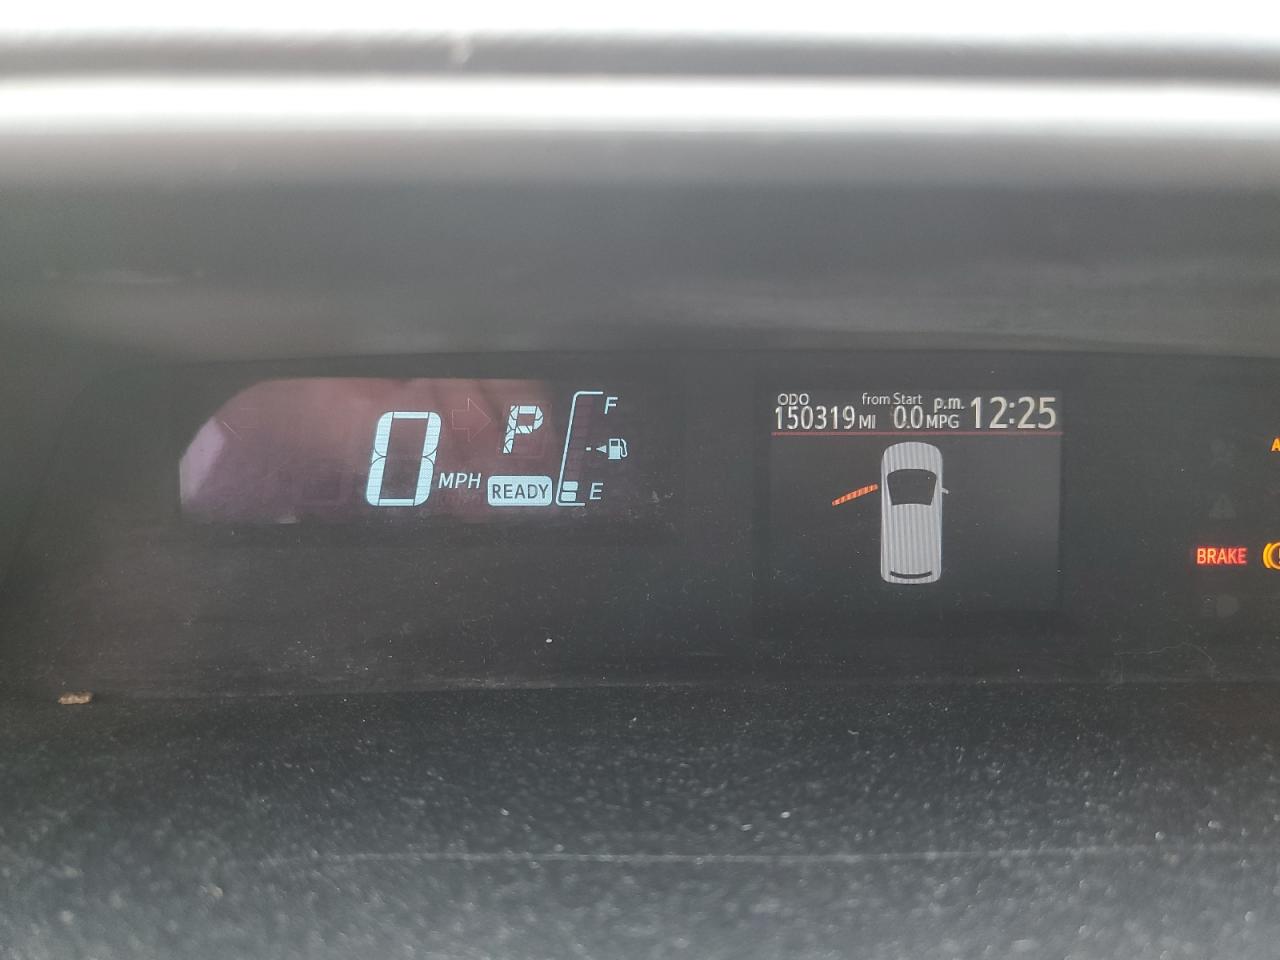 0 MPH
P
READY
F
E
ODO
150319 MI
from Start
0.0 MPG
p.m. 12:25
BRAKE